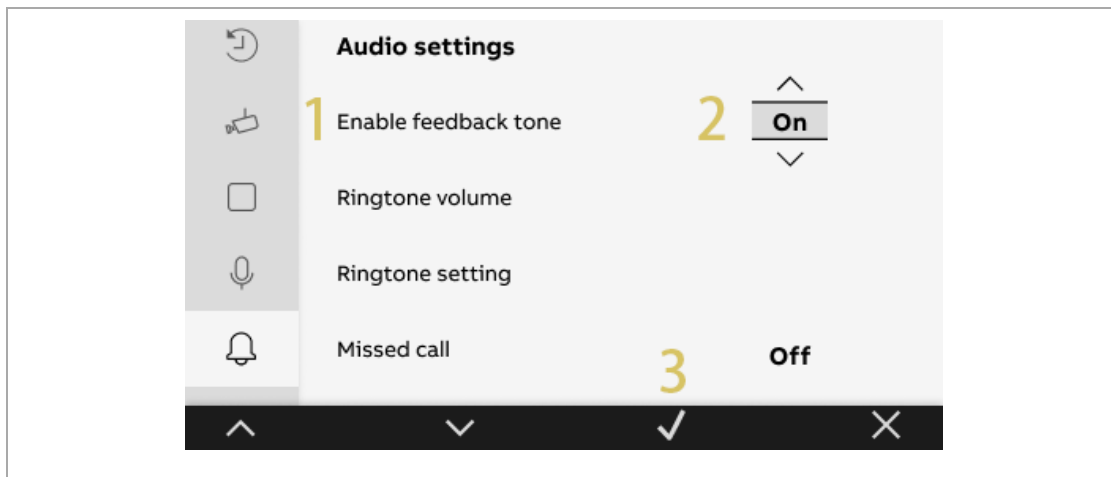 Audio settings
1 Enable feedback tone 2 On
Ringtone volume
Ringtone setting
Missed call 3 Off